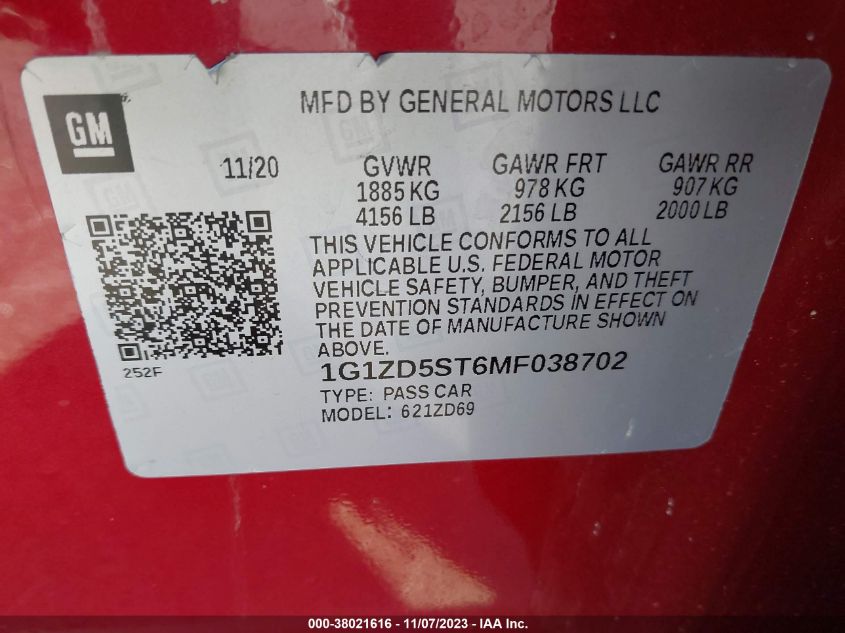 GM
MFD BY GENERAL MOTORS LLC
11/20 GVWR GAWR FRT GAWR RR
1885 KG 978 KG 907 KG
4156 LB 2156 LB 2000 LB
THIS VEHICLE CONFORMS TO ALL
APPLICABLE U.S. FEDERAL MOTOR
VEHICLE SAFETY, BUMPER, AND THEFT
PREVENTION STANDARDS IN EFFECT ON
THE DATE OF MANUFACTURE SHOWN
ABOVE.
252F
1G1ZD5ST6MF038702
TYPE: PASS CAR
MODEL: 621ZD69
000-38021616 - 11/07/2023 - IAA Inc.